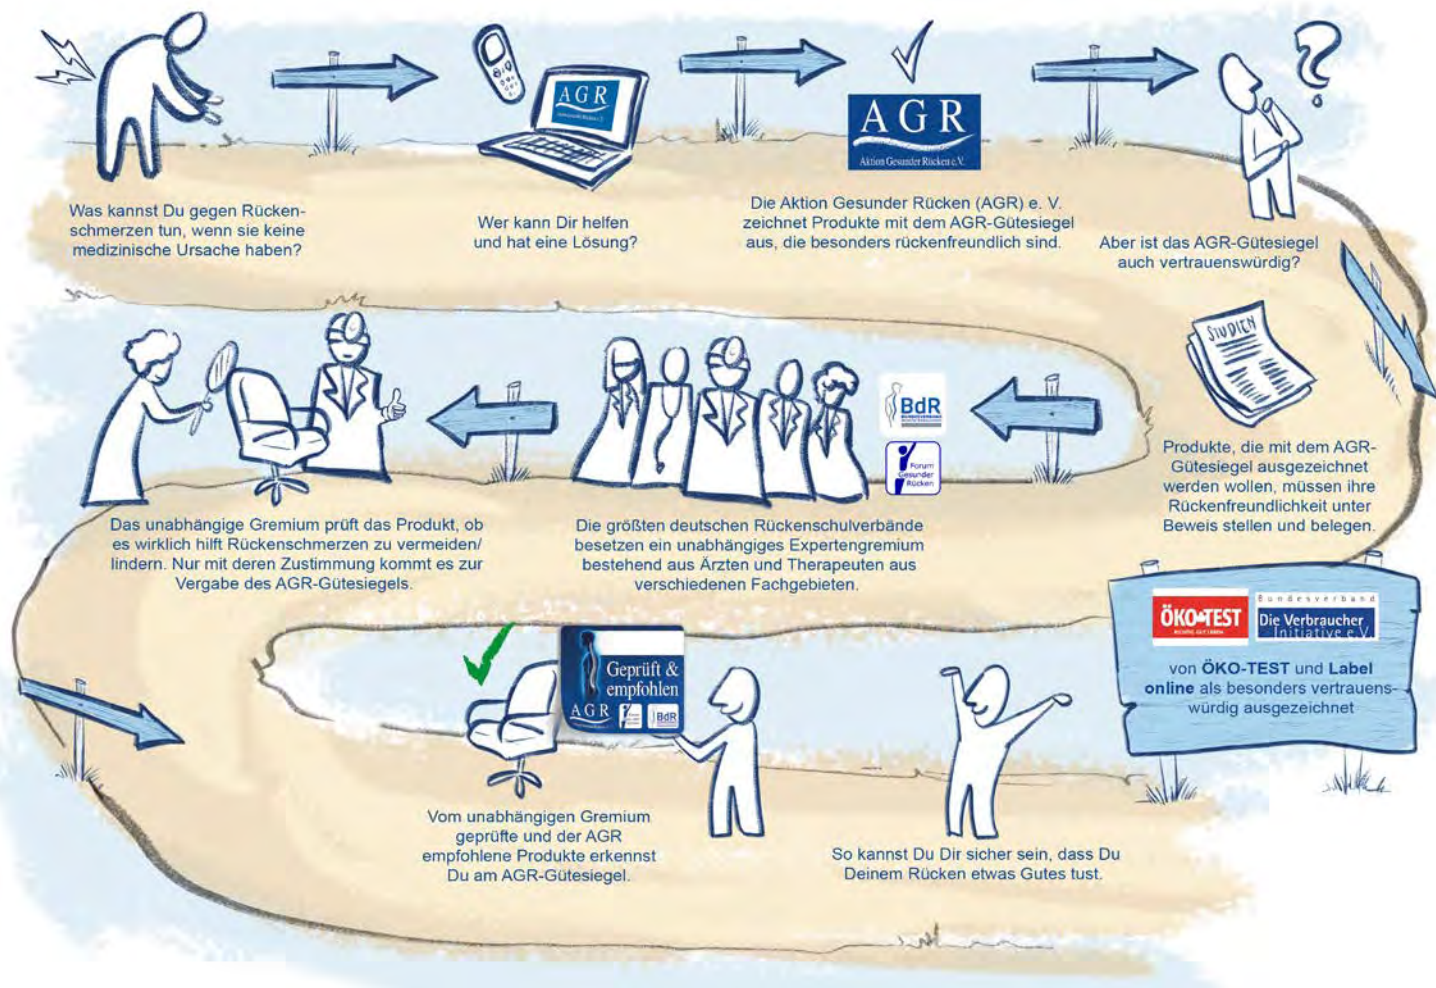 AGR
AGR
Aktion Gesunder Rücken e.V.
Was kannst Du gegen Rücken-
schmerzen tun, wenn sie keine
medizinische Ursache haben?
Wer kann Dir helfen
und hat eine Lösung?
Die Aktion Gesunder Rücken (AGR) e. V.
zeichnet Produkte mit dem AGR-Gütesiegel
aus, die besonders rückenfreundlich sind.
Aber ist das AGR-Gütesiegel
auch vertrauenswürdig?
STUDIEN
Produkte, die mit dem AGR-
Gütesiegel ausgezeichnet
werden wollen, müssen ihre
Rückenfreundlichkeit unter
Beweis stellen und belegen.
BdR
Forum
Gesunder
Rücken
Die größten deutschen Rückenschulverbände
besetzen ein unabhängiges Expertengremium
bestehend aus Ärzten und Therapeuten aus
verschiedenen Fachgebieten.
Das unabhängige Gremium prüft das Produkt, ob
es wirklich hilft Rückenschmerzen zu vermeiden/
lindern. Nur mit deren Zustimmung kommt es zur
Vergabe des AGR-Gütesiegels.
Geprüft &
empfohlen
AGR
BdR
Vom unabhängigen Gremium
geprüfte und der AGR
empfohlene Produkte erkennst
Du am AGR-Gütesiegel.
So kannst Du Dir sicher sein, dass Du
Deinem Rücken etwas Gutes tust.
ÖKO-TEST
Bundesverband
Die Verbraucher
Initiative e.V.
von ÖKO-TEST und Label
online als besonders vertrauens-
würdig ausgezeichnet